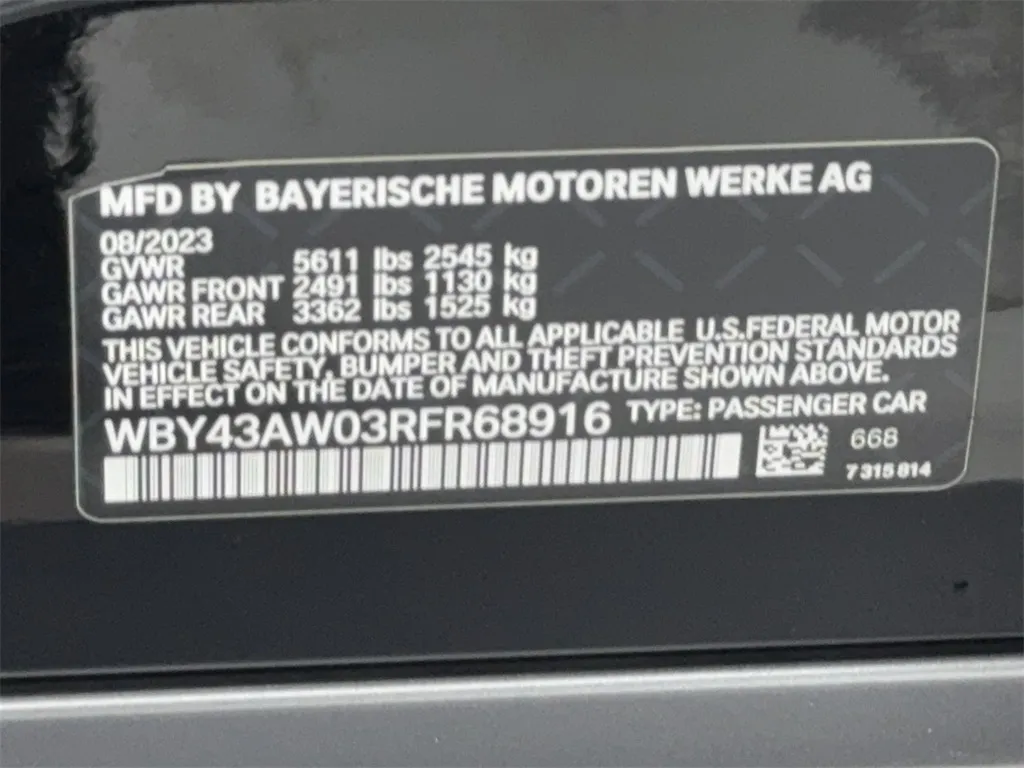 MFD BY BAYERISCHE MOTOREN WERKE AG
08/2023
GVWR 5611 lbs 2545 kg
GAWR FRONT 2491 lbs 1130 kg
GAWR REAR 3362 lbs 1525 kg
THIS VEHICLE CONFORMS TO ALL APPLICABLE U.S.FEDERAL MOTOR
VEHICLE SAFETY, BUMPER AND THEFT PREVENTION STANDARDS
IN EFFECT ON THE DATE OF MANUFACTURE SHOWN ABOVE.
WBY43AW03RFR68916 TYPE: PASSENGER CAR
668
7 315 814